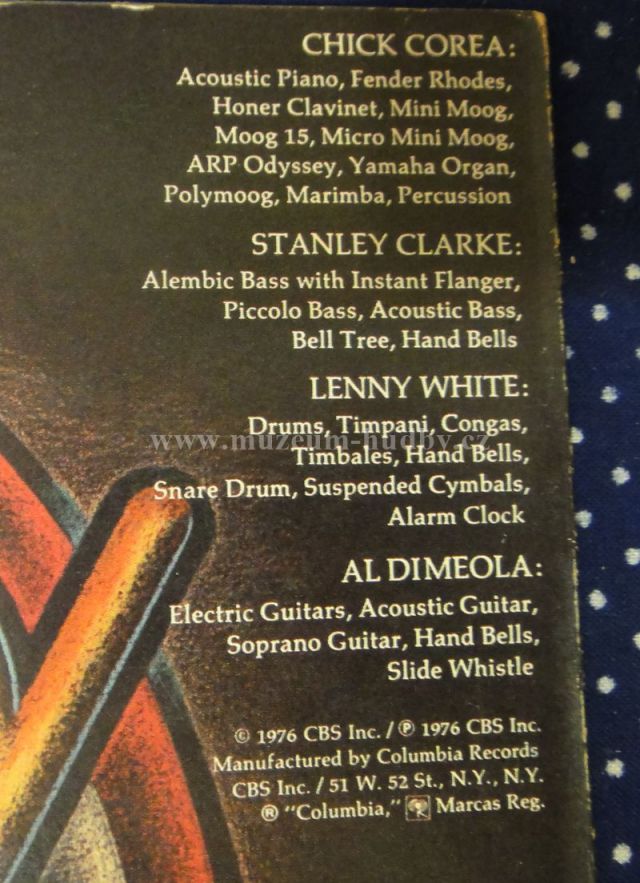 CHICK COREA:
Acoustic Piano, Fender Rhodes,
Honer Clavinet, Mini Moog,
Moog 15, Micro Mini Moog,
ARP Odyssey, Yamaha Organ,
Polymoog, Marimba, Percussion
STANLEY CLARKE:
Alembic Bass with Instant Flanger,
Piccolo Bass, Acoustic Bass,
Bell Tree, Hand Bells
LENNY WHITE:
Drums, Timpani, Congas,
www.muzeum-hudby.cz
Timbales, Hand Bells,
Snare Drum, Suspended Cymbals,
Alarm Clock
AL DIMEOLA:
Electric Guitars, Acoustic Guitar,
Soprano Guitar, Hand Bells,
Slide Whistle
© 1976 CBS Inc. / ℗ 1976 CBS Inc.
Manufactured by Columbia Records
CBS Inc. / 51 W. 52 St., N.Y., N.Y.
® "Columbia," Marcas Reg.